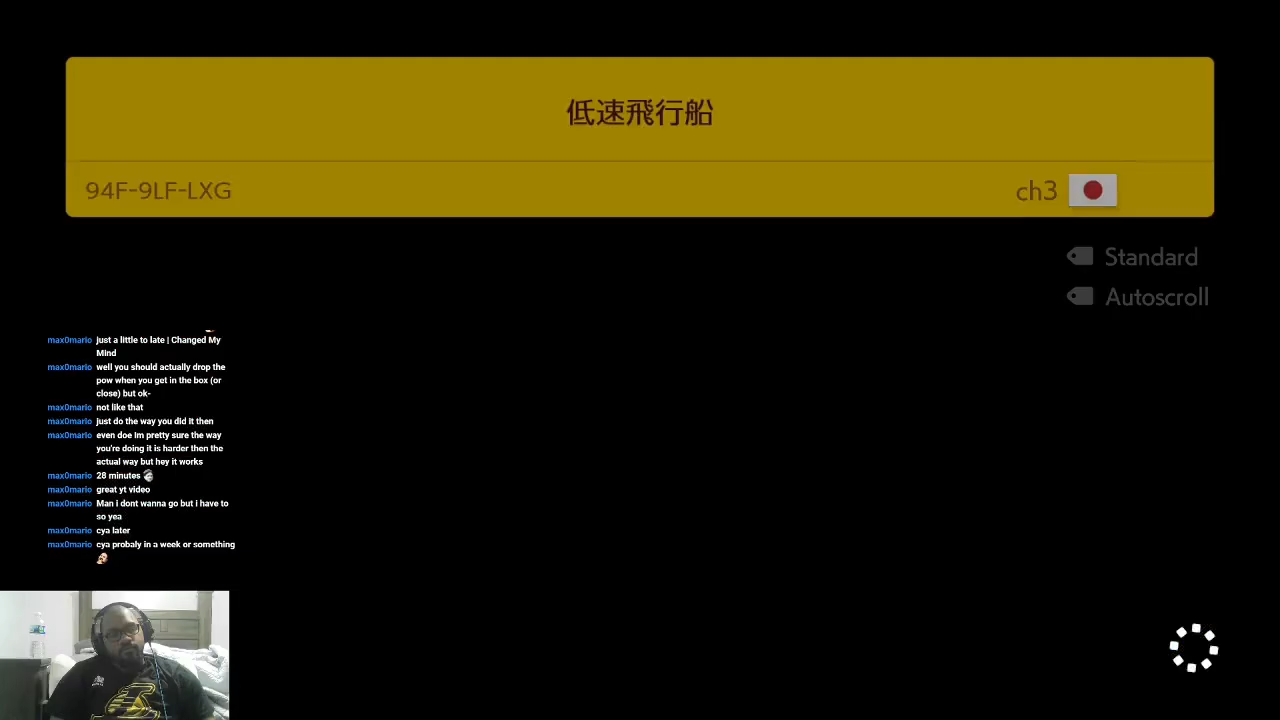 低速飛行船
94F-9LF-LXG
ch3
Standard
Autoscroll
max0mario just a little to late | Changed My
Mind
max0mario well you should actually drop the
pow when you get in the box (or
close) but ok-
max0mario not like that
max0mario just do the way you did it then
max0mario even doe im pretty sure the way
you're doing it is harder then the
actual way but hey it works
max0mario 28 minutes
max0mario great yt video
max0mario Man i dont wanna go but i have to
so yea
max0mario cya later
max0mario cya probaly in a week or something